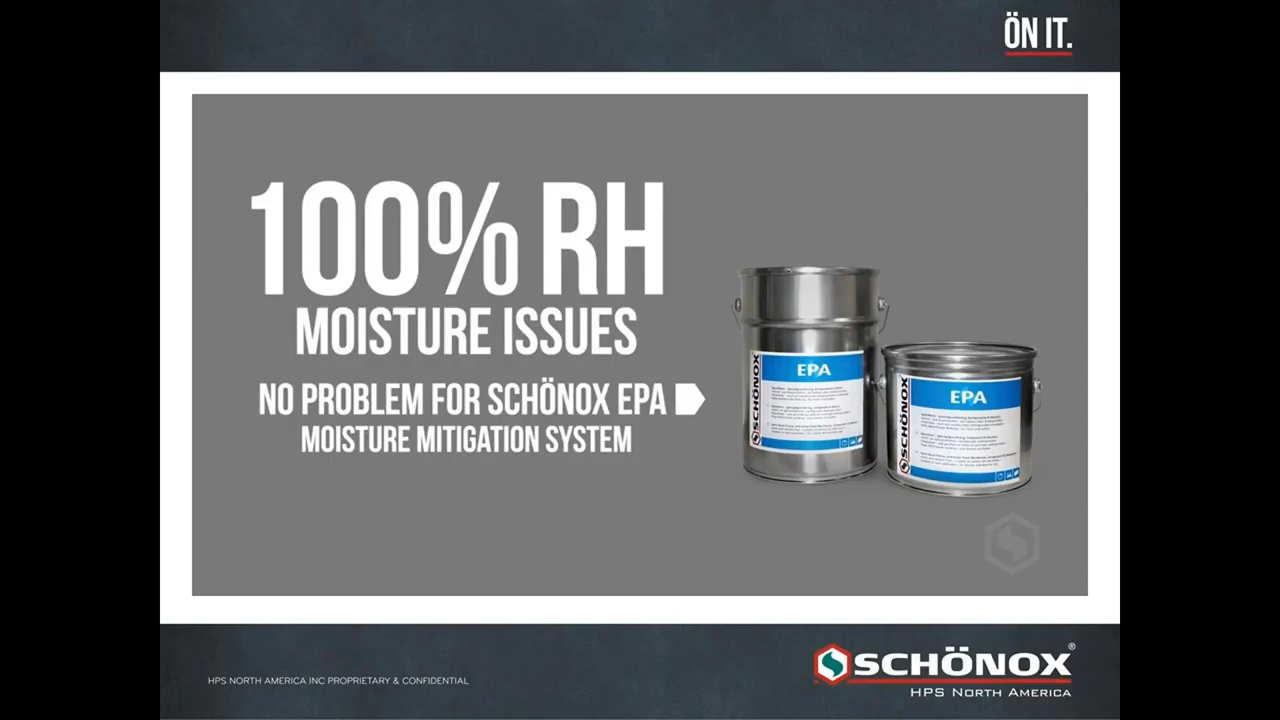 ÖN IT.
100% RH
MOISTURE ISSUES
NO PROBLEM FOR SCHÖNOX EPA
MOISTURE MITIGATION SYSTEM
SCHÖNOX
EPA
SCHÖNOX
EPA
HPS NORTH AMERICA INC PROPRIETARY & CONFIDENTIAL
SCHÖNOX®
HPS NORTH AMERICA